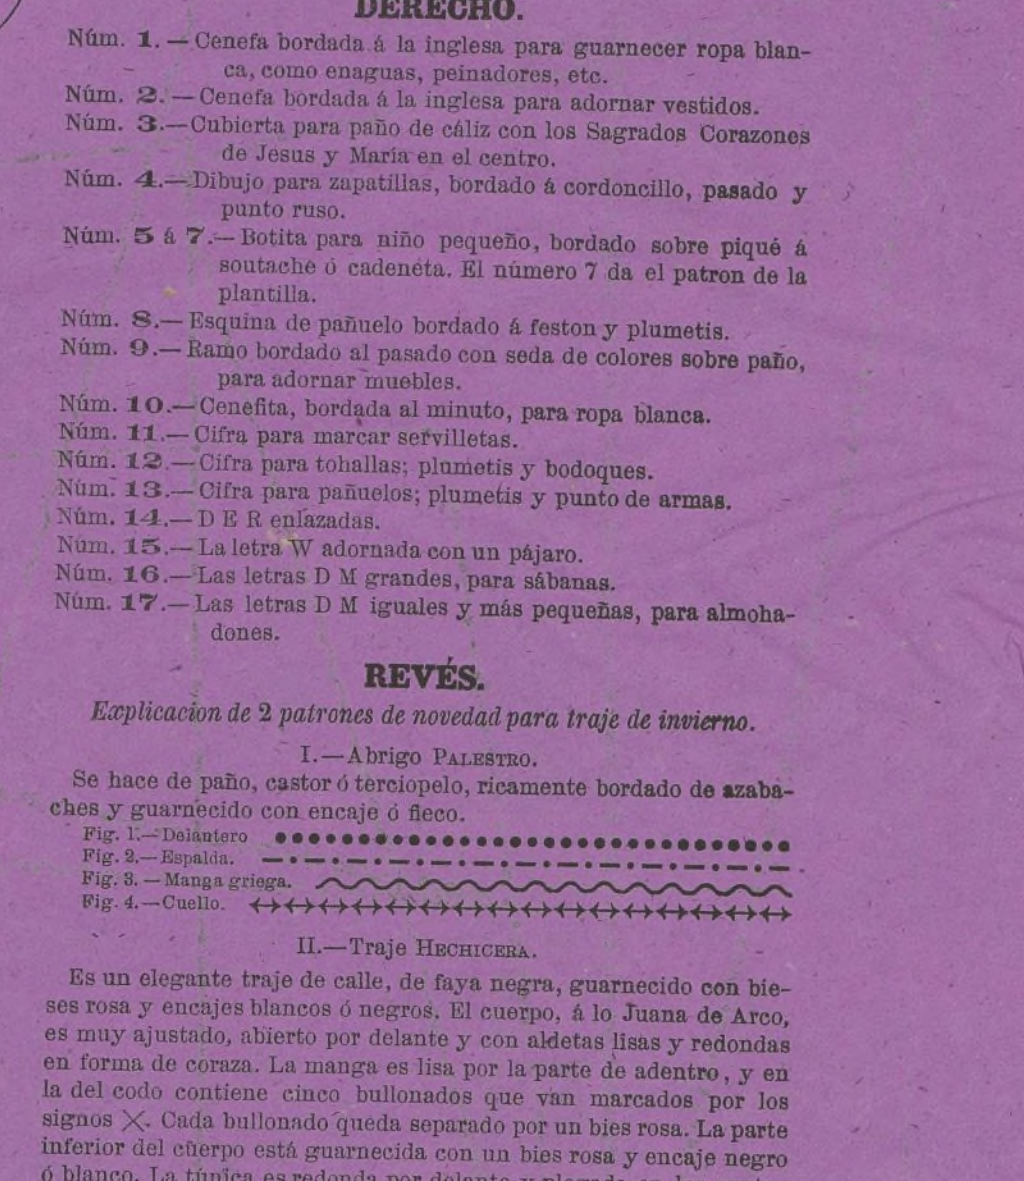 DERECHO.
Núm. 1.—Cenefa bordada á la inglesa para guarnecer ropa blan-
ca, como enaguas, peinadores, etc.
Núm. 2.—Cenefa bordada á la inglesa para adornar vestidos.
Núm. 3.—Cubierta para paño de cáliz con los Sagrados Corazones
de Jesus y María en el centro.
Núm. 4.—Dibujo para zapatillas, bordado á cordoncillo, pasado y
punto ruso.
Núm. 5 á 7.—Botita para niño pequeño, bordado sobre piqué á
soutache ó cadeneta. El número 7 da el patron de la
plantilla.
Núm. 8.—Esquina de pañuelo bordado á feston y plumetis.
Núm. 9.—Ramo bordado al pasado con seda de colores sobre paño,
para adornar muebles.
Núm. 10.—Cenefita, bordada al minuto, para ropa blanca.
Núm. 11.—Cifra para marcar servilletas.
Núm. 12.—Cifra para tohallas; plumetis y bodoques.
Núm. 13.—Cifra para pañuelos; plumetis y punto de armas.
Núm. 14.—D E R enlazadas.
Núm. 15.—La letra W adornada con un pájaro.
Núm. 16.—Las letras D M grandes, para sábanas.
Núm. 17.—Las letras D M iguales y más pequeñas, para almoha-
dones.
REVÉS.
Explicacion de 2 patrones de novedad para traje de invierno.
I.—Abrigo PALESTRO.
Se hace de paño, castor ó terciopelo, ricamente bordado de azaba-
ches y guarnecido con encaje ó fleco.
Fig. 1.—Delantero
Fig. 2.—Espalda.
Fig. 3.—Manga griega.
Fig. 4.—Cuello.
II.—Traje HECHICERA.
Es un elegante traje de calle, de faya negra, guarnecido con bie-
ses rosa y encajes blancos ó negros. El cuerpo, á lo Juana de Arco,
es muy ajustado, abierto por delante y con aldetas lisas y redondas
en forma de coraza. La manga es lisa por la parte de adentro, y en
la del codo contiene cinco bullonados que van marcados por los
signos X. Cada bullonado queda separado por un bies rosa. La parte
inferior del cuerpo está guarnecida con un bies rosa y encaje negro
ó blanco. La túnica es redonda por delante y